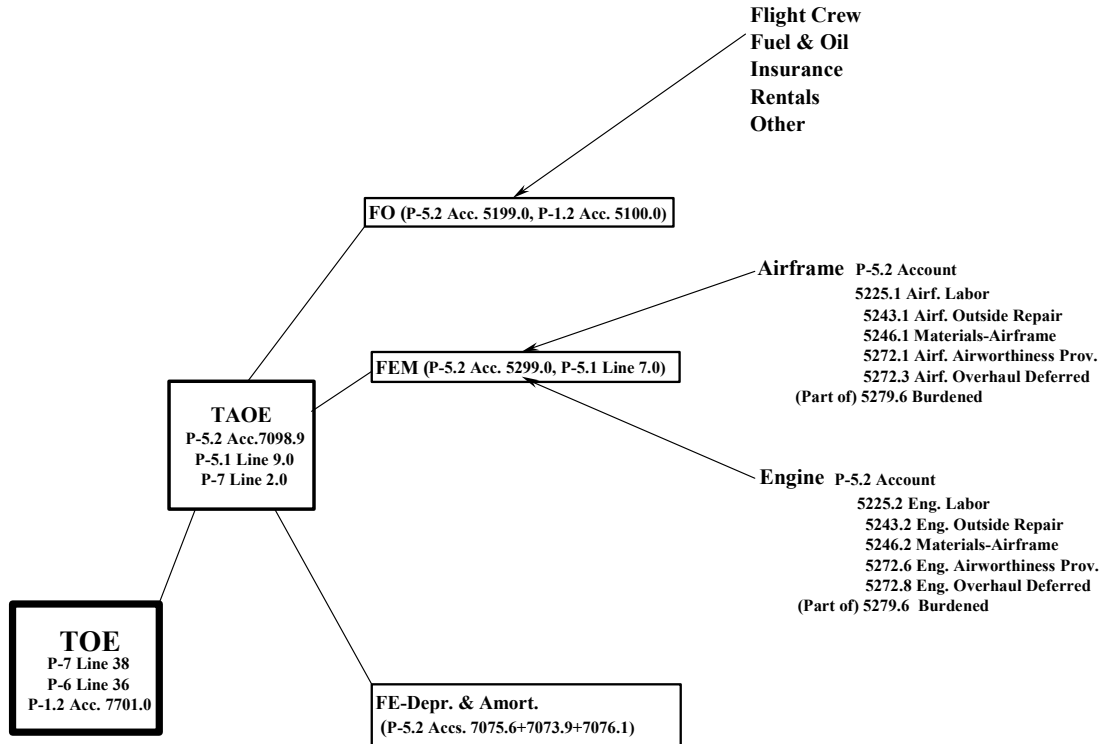 Flight Crew
Fuel & Oil
Insurance
Rentals
Other
FO (P-5.2 Acc. 5199.0, P-1.2 Acc. 5100.0)
Airframe P-5.2 Account
5225.1 Airf. Labor
5243.1 Airf. Outside Repair
5246.1 Materials-Airframe
5272.1 Airf. Airworthiness Prov.
5272.3 Airf. Overhaul Deferred
(Part of) 5279.6 Burdened
FEM (P-5.2 Acc. 5299.0, P-5.1 Line 7.0)
TAOE
P-5.2 Acc.7098.9
P-5.1 Line 9.0
P-7 Line 2.0
Engine P-5.2 Account
5225.2 Eng. Labor
5243.2 Eng. Outside Repair
5246.2 Materials-Airframe
5272.6 Eng. Airworthiness Prov.
5272.8 Eng. Overhaul Deferred
(Part of) 5279.6 Burdened
TOE
P-7 Line 38
P-6 Line 36
P-1.2 Acc. 7701.0
FE-Depr. & Amort.
(P-5.2 Accs. 7075.6+7073.9+7076.1)